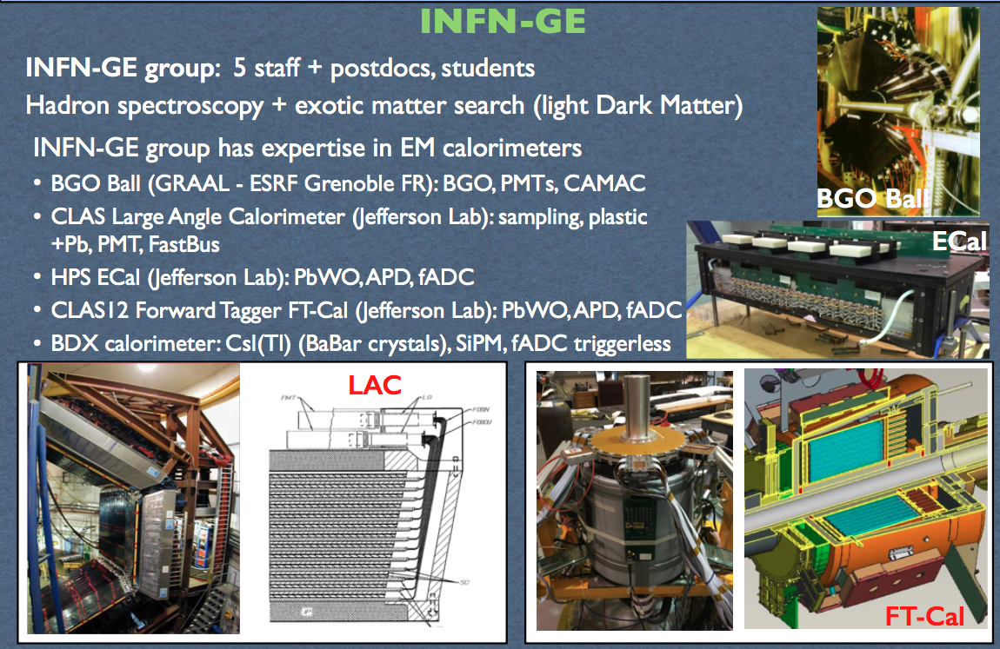 INFN-GE
INFN-GE group: 5 staff + postdocs, students
Hadron spectroscopy + exotic matter search (light Dark Matter)
INFN-GE group has expertise in EM calorimeters
• BGO Ball (GRAAL - ESRF Grenoble FR): BGO, PMTs, CAMAC
• CLAS Large Angle Calorimeter (Jefferson Lab): sampling, plastic
+Pb, PMT, FastBus
• HPS ECal (Jefferson Lab): PbWO, APD, fADC
• CLAS12 Forward Tagger FT-Cal (Jefferson Lab): PbWO, APD, fADC
• BDX calorimeter: CsI(Tl) (BaBar crystals), SiPM, fADC triggerless
BGO Ball
ECal
LAC
PMT
LG
FOBIN
FOBOU
SC
FT-Cal